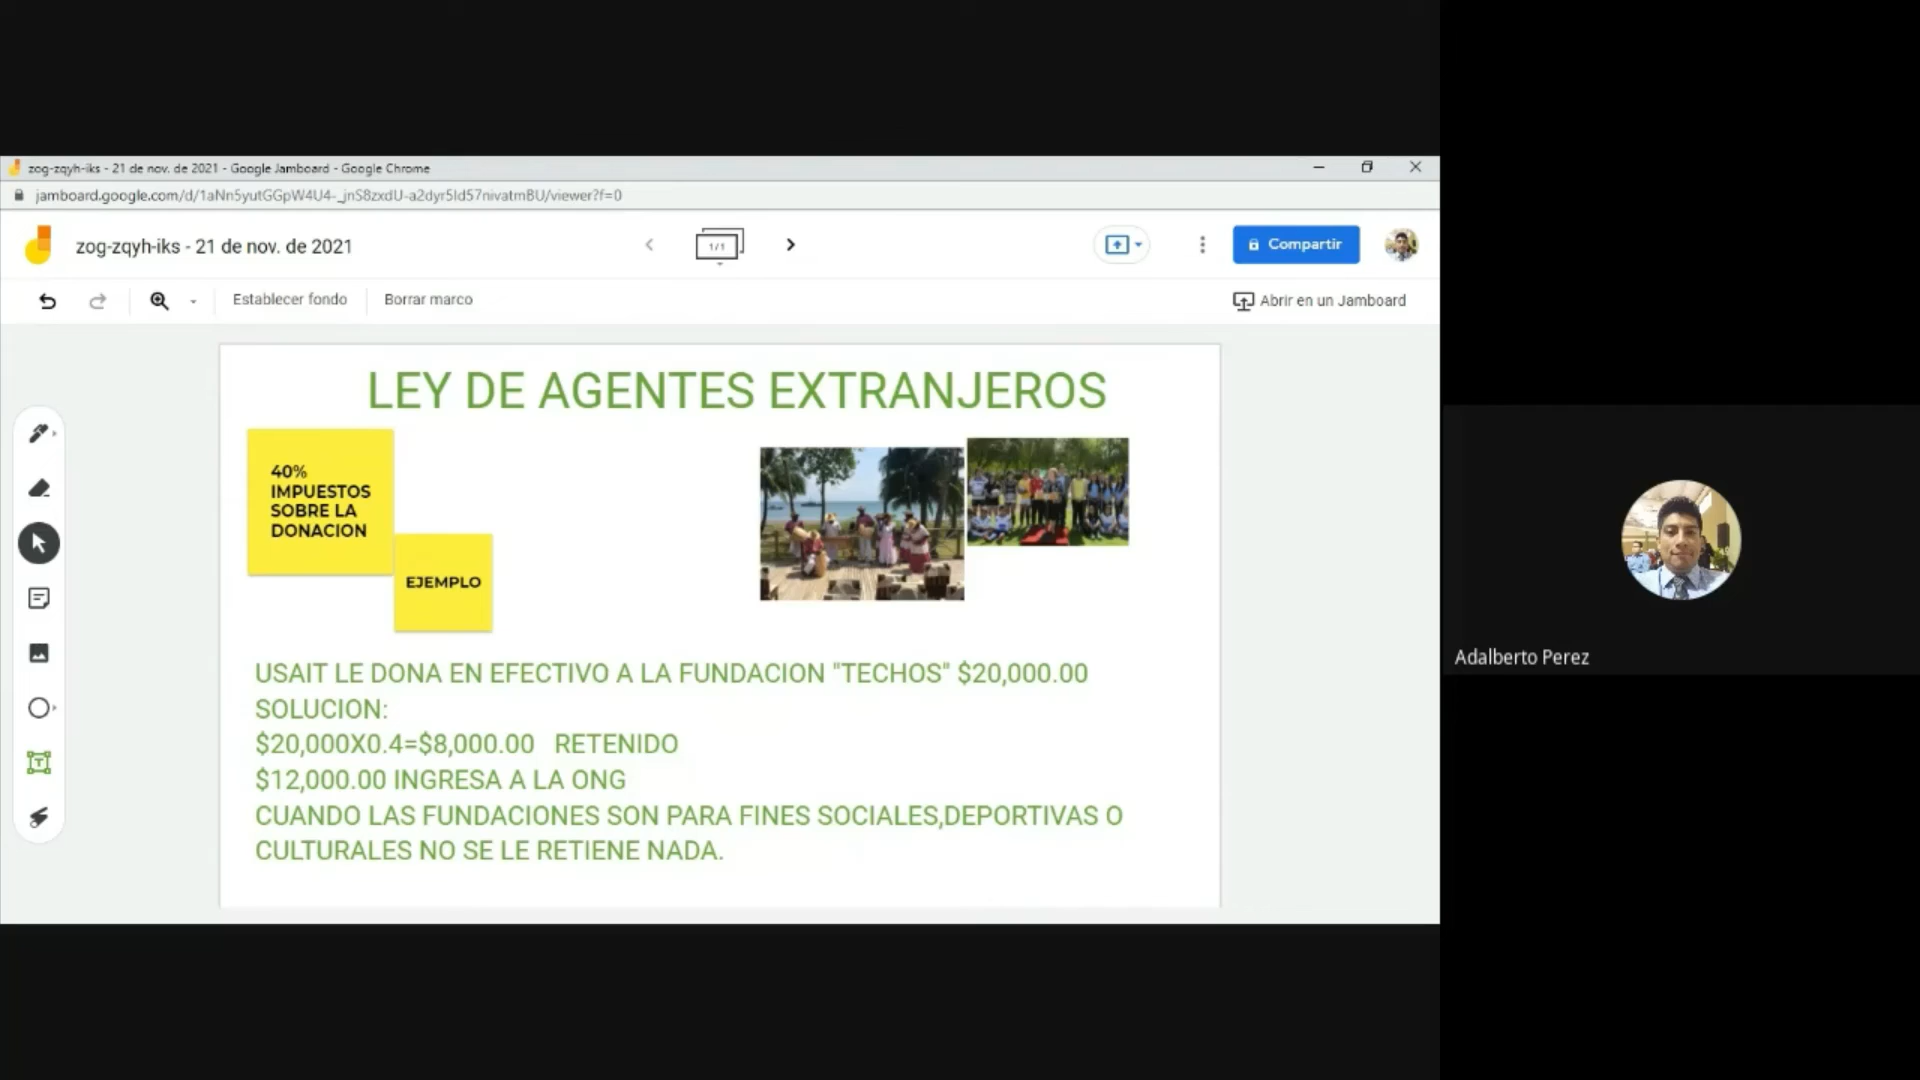 zog-zqyh-iks - 21 de nov. de 2021 - Google Jamboard - Google Chrome
jamboard.google.com/d/1aNn5yutGGpW4U4-_jnS8zxdU-a2dyr5ld57nivatmBU/viewer?f=0
zog-zqyh-iks - 21 de nov. de 2021
1/1
Compartir
Establecer fondo
Borrar marco
Abrir en un Jamboard
LEY DE AGENTES EXTRANJEROS
40%
IMPUESTOS
SOBRE LA
DONACION
EJEMPLO
USAIT LE DONA EN EFECTIVO A LA FUNDACION "TECHOS" $20,000.00
SOLUCION:
$20,000X0.4=$8,000.00 RETENIDO
$12,000.00 INGRESA A LA ONG
CUANDO LAS FUNDACIONES SON PARA FINES SOCIALES,DEPORTIVAS O
CULTURALES NO SE LE RETIENE NADA.
Adalberto Perez